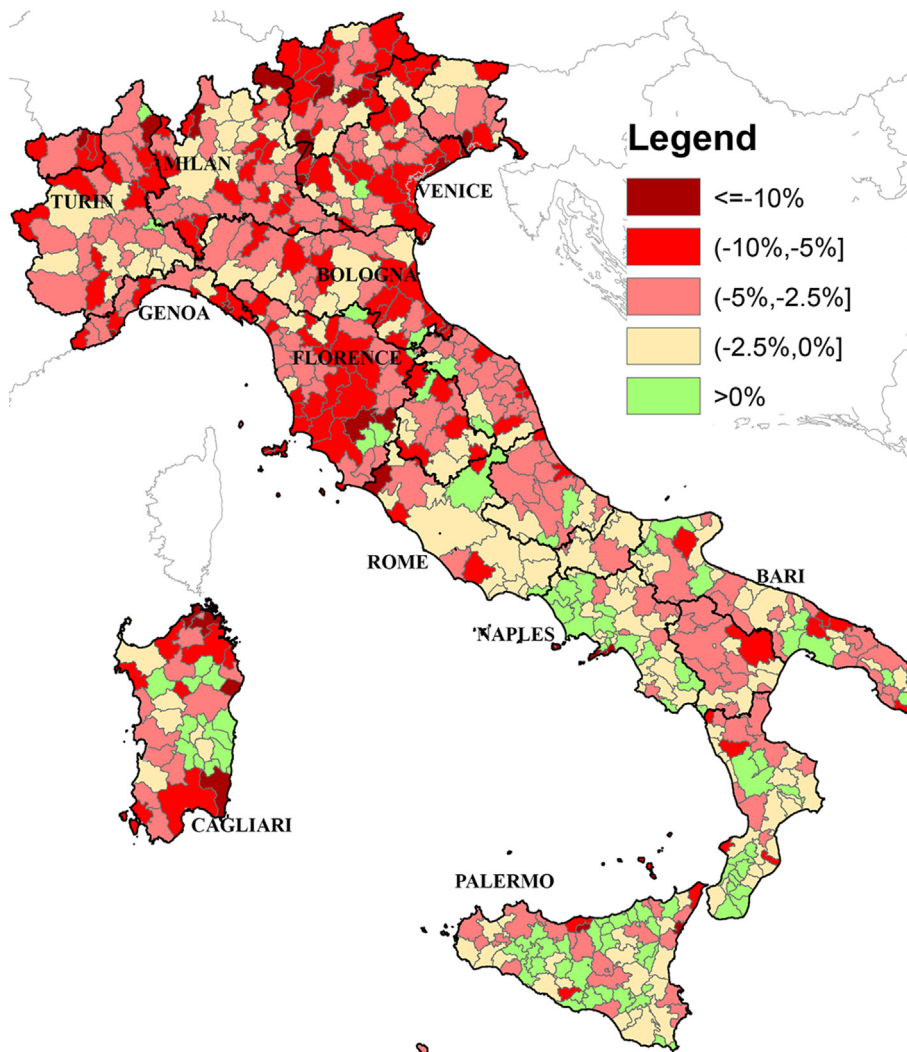 Legend
<=-10%
(-10%,-5%]
(-5%,-2.5%]
(-2.5%,0%]
>0%
MILAN
VENICE
TURIN
BOLOGNA
GENOA
FLORENCE
ROME
BARI
NAPLES
CAGLIARI
PALERMO